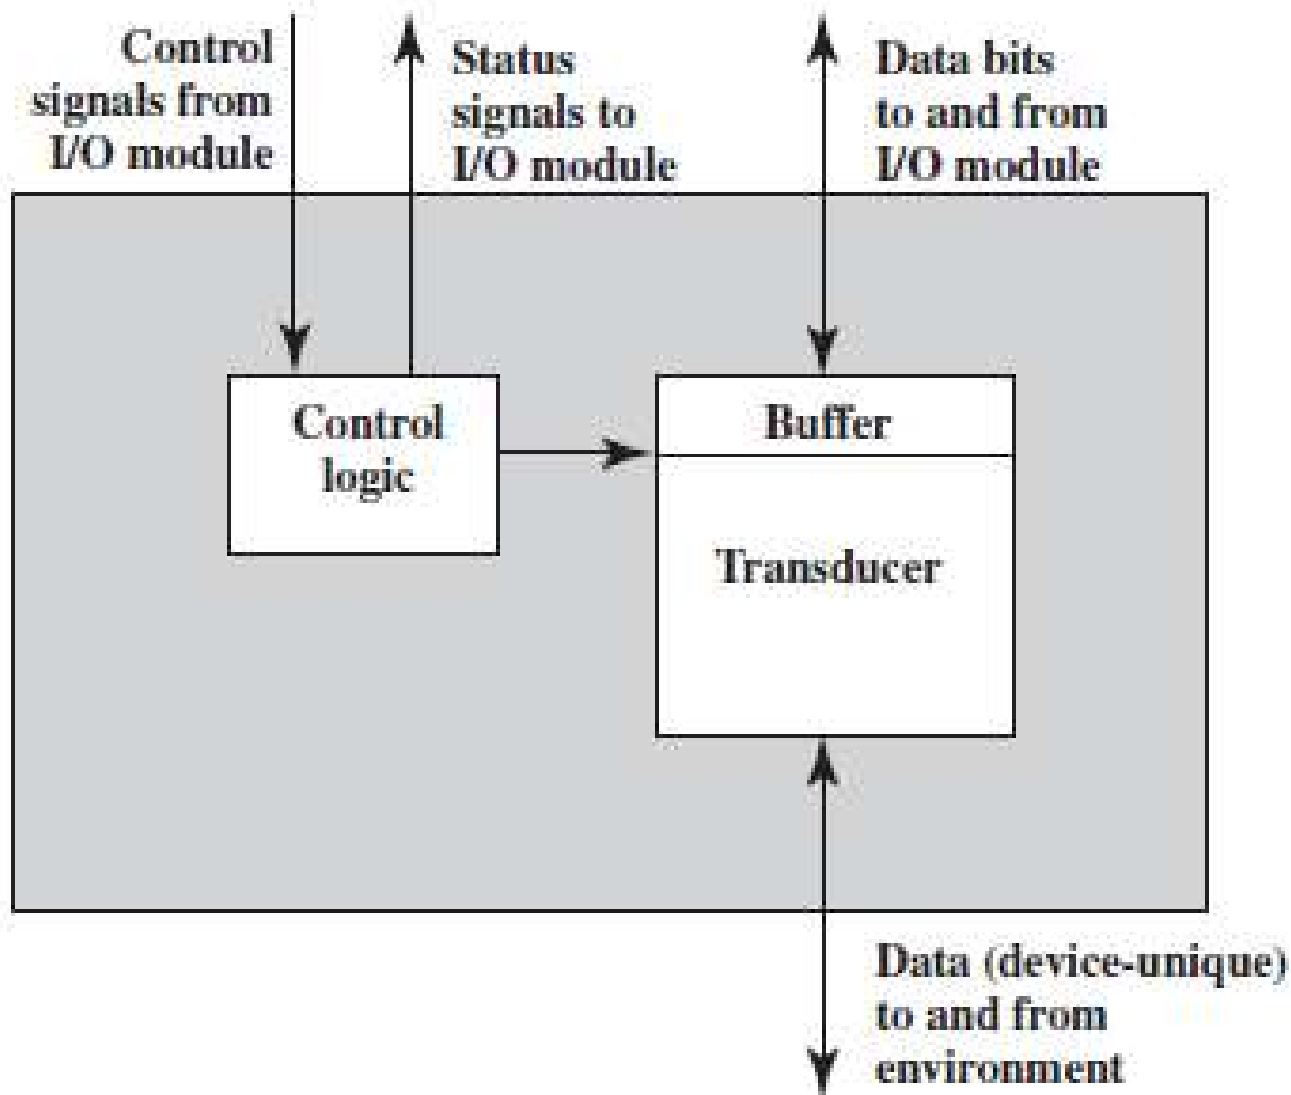 Control
signals from
I/O module
Status
signals to
I/O module
Data bits
to and from
I/O module
Control
logic
Buffer
Transducer
Data (device-unique)
to and from
environment